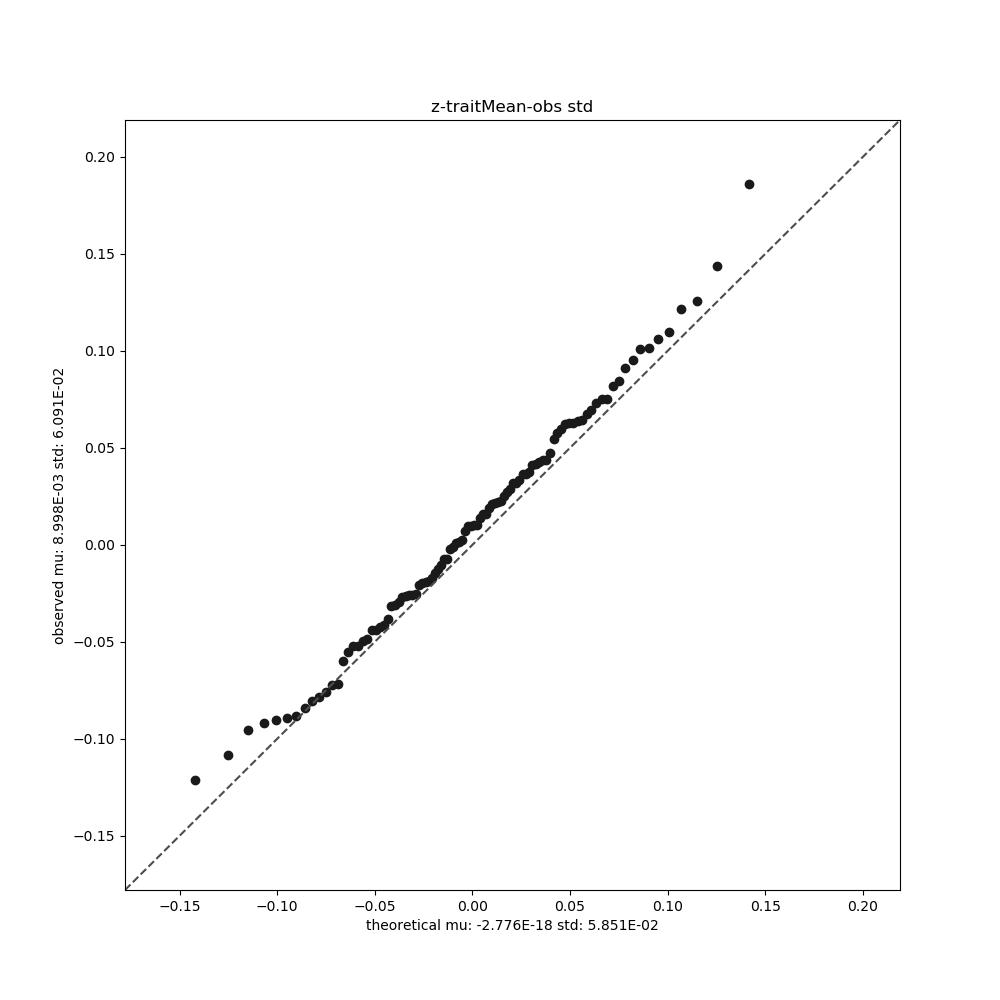 z-traitMean-obs std
0.20
0.15
0.10
0.05
0.00
−0.05
−0.10
−0.15
observed mu: 8.998E-03 std: 6.091E-02
−0.15 −0.10 −0.05 0.00 0.05 0.10 0.15 0.20
theoretical mu: -2.776E-18 std: 5.851E-02